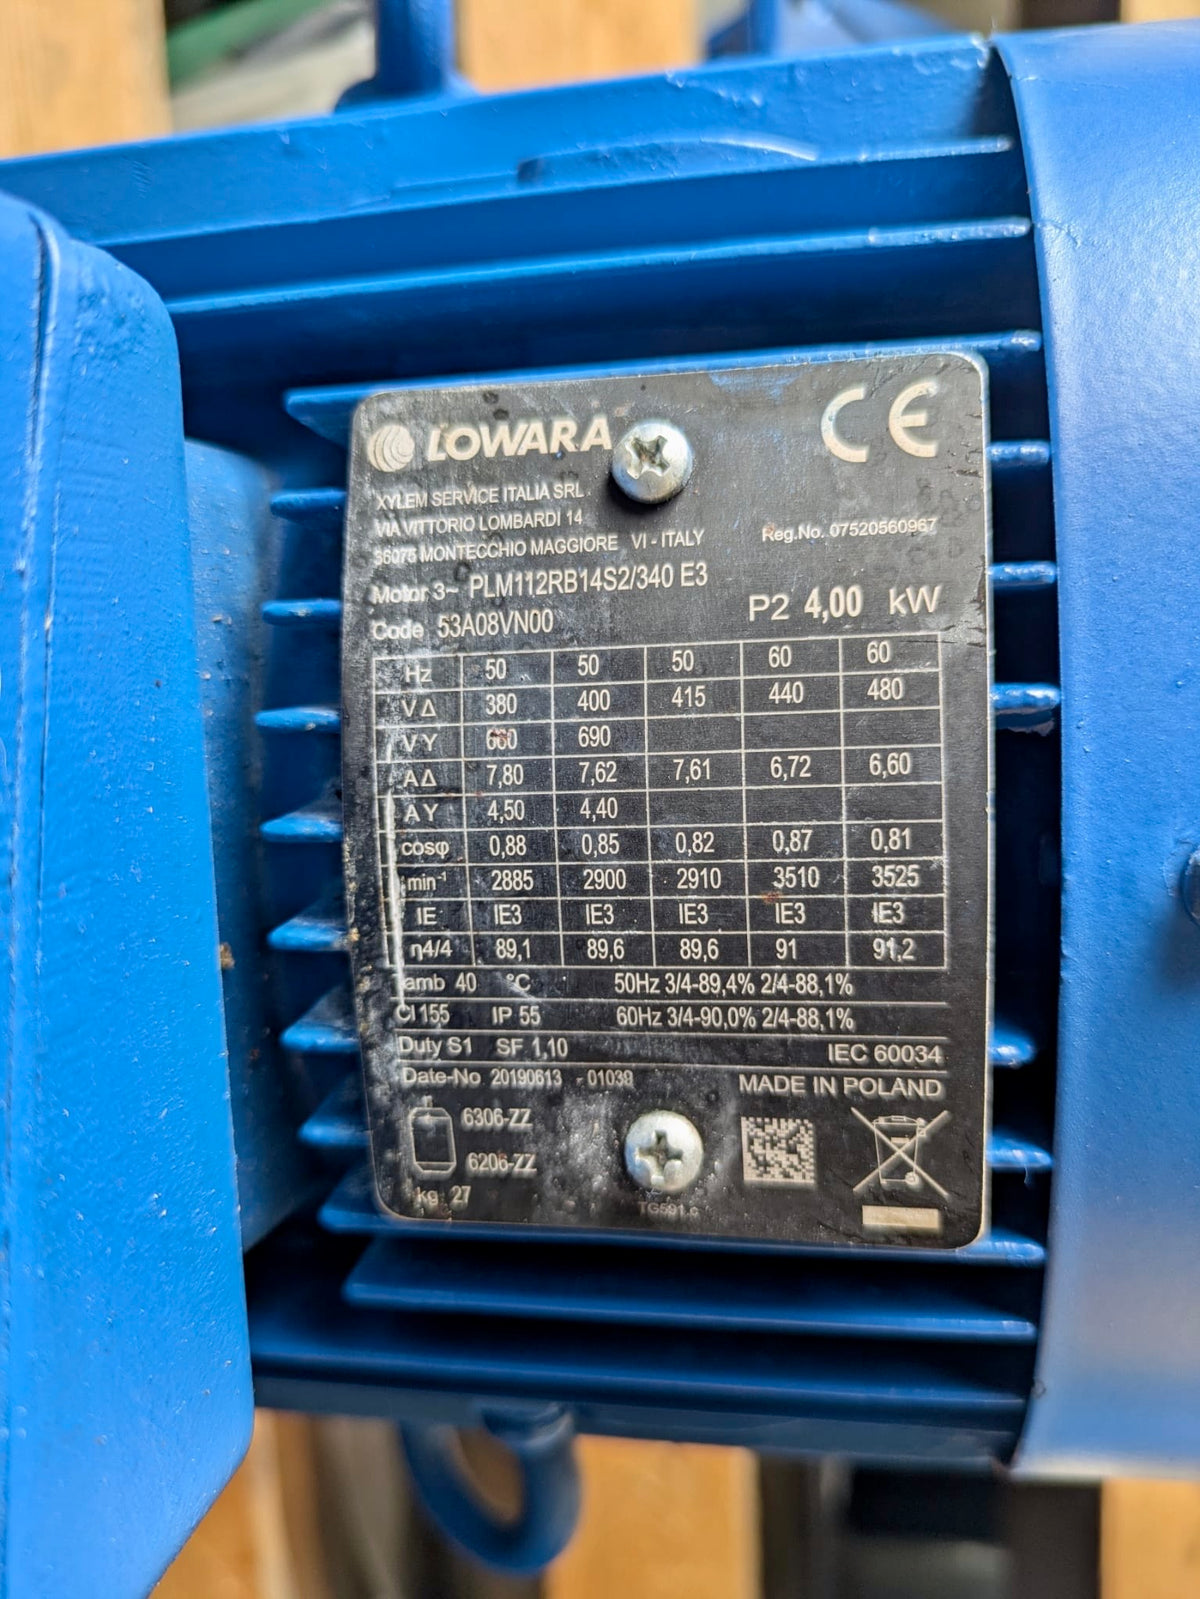 LOWARA CE
XYLEM SERVICE ITALIA SRL
VIA VITTORIO LOMBARDI 14
36075 MONTECCHIO MAGGIORE VI - ITALY Reg.No. 07520560967
Motor 3~ PLM112RB14S2/340 E3
Code 53A08VN00 P2 4,00 kW
Hz 50 50 50 60 60
V Δ 380 400 415 440 480
V Y 660 690
A Δ 7,80 7,62 7,61 6,72 6,60
A Y 4,50 4,40
cosφ 0,88 0,85 0,82 0,87 0,81
min⁻¹ 2885 2900 2910 3510 3525
IE IE3 IE3 IE3 IE3 IE3
η4/4 89,1 89,6 89,6 91 91,2
amb 40 °C 50Hz 3/4-89,4% 2/4-88,1%
Cl 155 IP 55 60Hz 3/4-90,0% 2/4-88,1%
Duty S1 SF 1,10 IEC 60034
Date-No 20190613 01039 MADE IN POLAND
6306-ZZ
6206-ZZ
kg 27
TG591.c